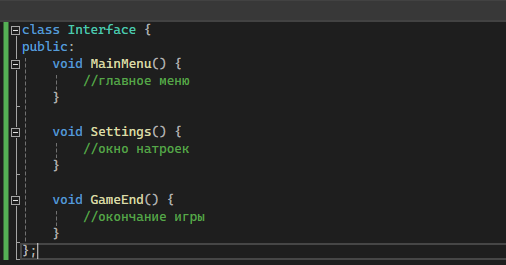 class Interface {
public:
    void MainMenu() {
        //главное меню
    }

    void Settings() {
        //окно натроек
    }

    void GameEnd() {
        //окончание игры
    }
};